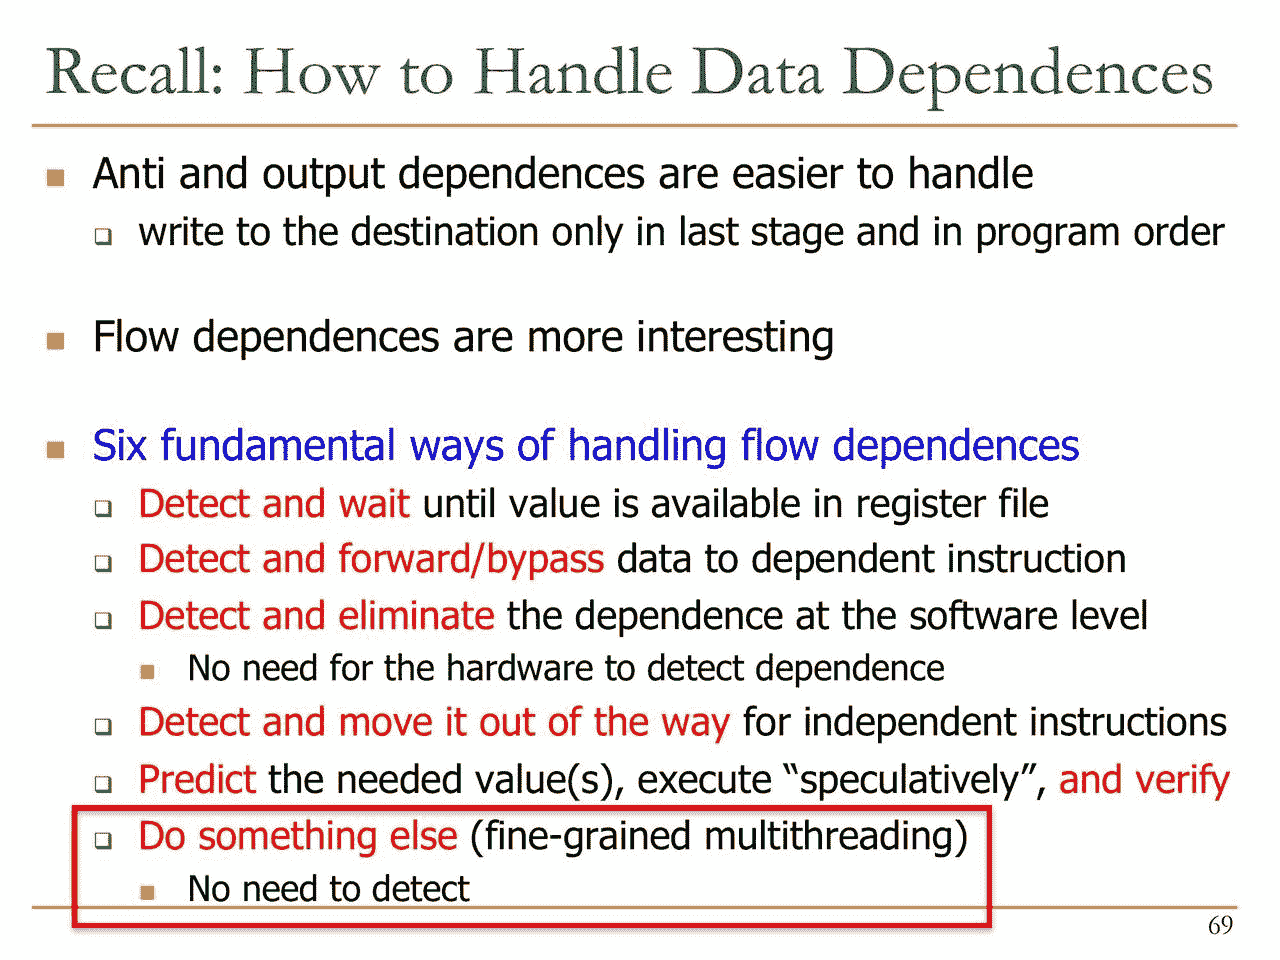 Recall: How to Handle Data Dependences
Anti and output dependences are easier to handle
write to the destination only in last stage and in program order
Flow dependences are more interesting
Six fundamental ways of handling flow dependences
Detect and wait until value is available in register file
Detect and forward/bypass data to dependent instruction
Detect and eliminate the dependence at the software level
No need for the hardware to detect dependence
Detect and move it out of the way for independent instructions
Predict the needed value(s), execute “speculatively”, and verify
Do something else (fine-grained multithreading)
No need to detect
69